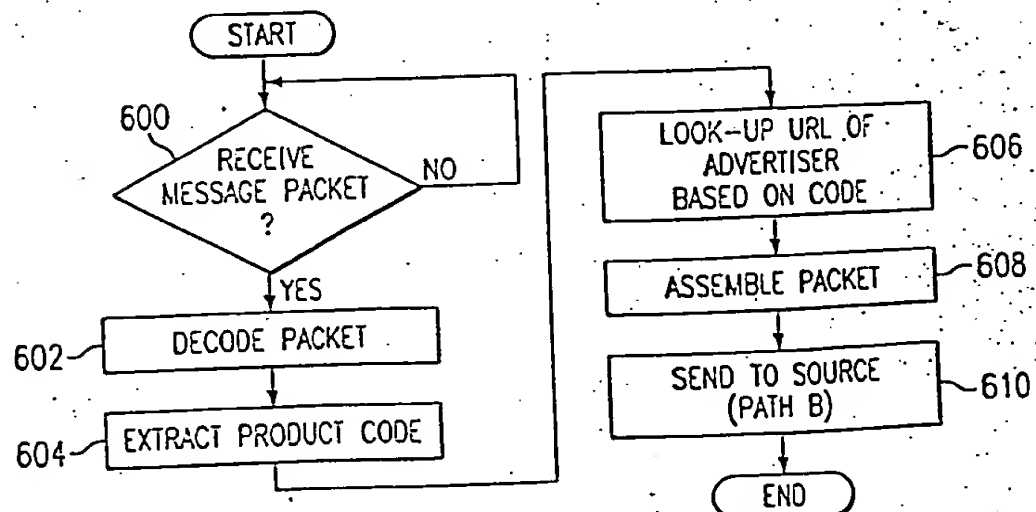 START
600
RECEIVE
MESSAGE PACKET
?
NO
YES
602
DECODE PACKET
604
EXTRACT PRODUCT CODE
LOOK-UP URL OF
ADVERTISER
BASED ON CODE
606
ASSEMBLE PACKET
608
SEND TO SOURCE
(PATH B)
610
END